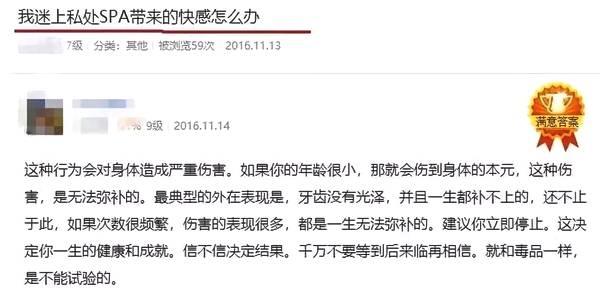 我迷上私处SPA带来的快感怎么办
7级 分类：其他 被浏览59次 2016.11.13
满意答案
9级 2016.11.14
这种行为会对身体造成严重伤害。如果你的年龄很小，那就会伤到身体的本元，这种伤
害，是无法弥补的。最典型的外在表现是，牙齿没有光泽，并且一生都补不上的，还不止
于此，如果次数很频繁，伤害的表现很多，都是一生无法弥补的。建议你立即停止。这决
定你一生的健康和成就。信不信决定结果。千万不要等到后来临再相信。就和毒品一样，
是不能试验的。